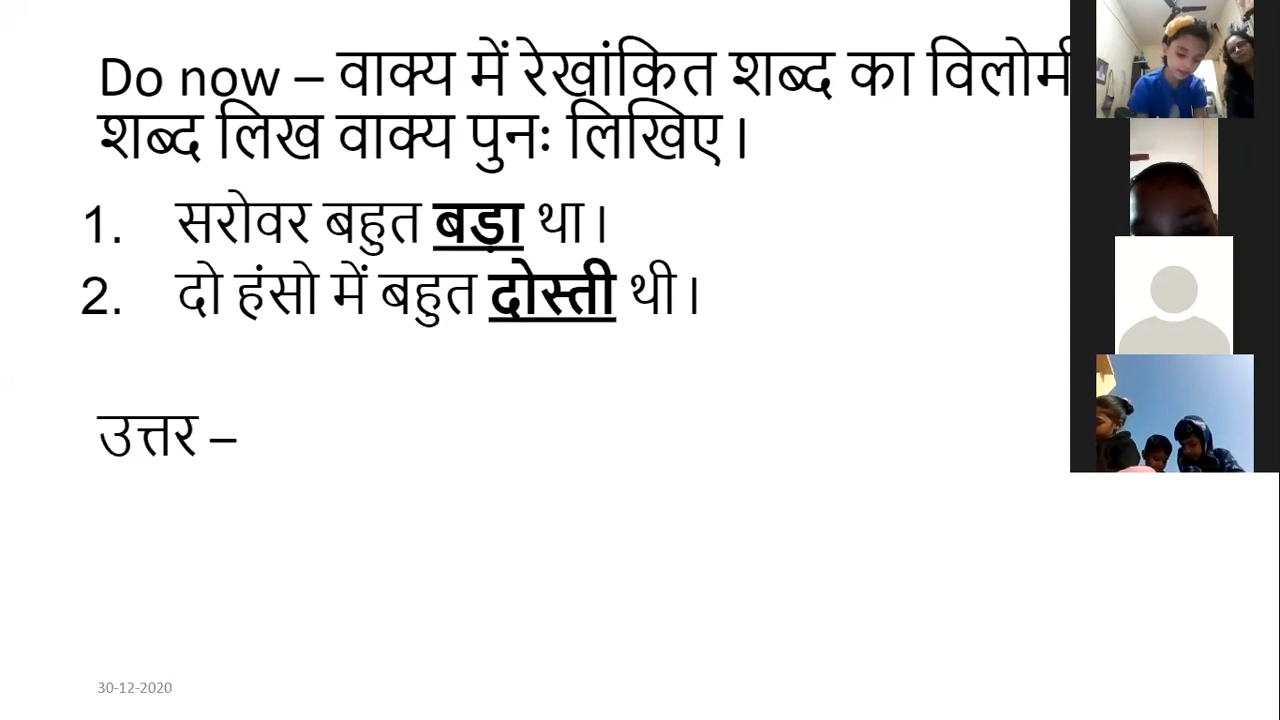 Do now – वाक्य में रेखांकित शब्द का विलोम
शब्द लिख वाक्य पुनः लिखिए।
1. सरोवर बहुत बड़ा था।
2. दो हंसो में बहुत दोस्ती थी।
उत्तर –
30-12-2020